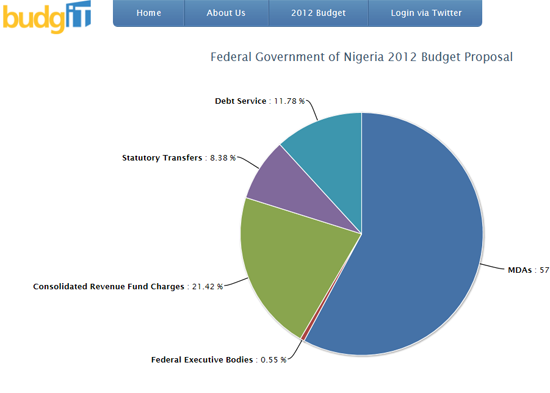 budgIT
Home About Us 2012 Budget Login via Twitter
Federal Government of Nigeria 2012 Budget Proposal
Debt Service : 11.78 %
Statutory Transfers : 8.38 %
MDAs : 57
Consolidated Revenue Fund Charges : 21.42 %
Federal Executive Bodies : 0.55 %